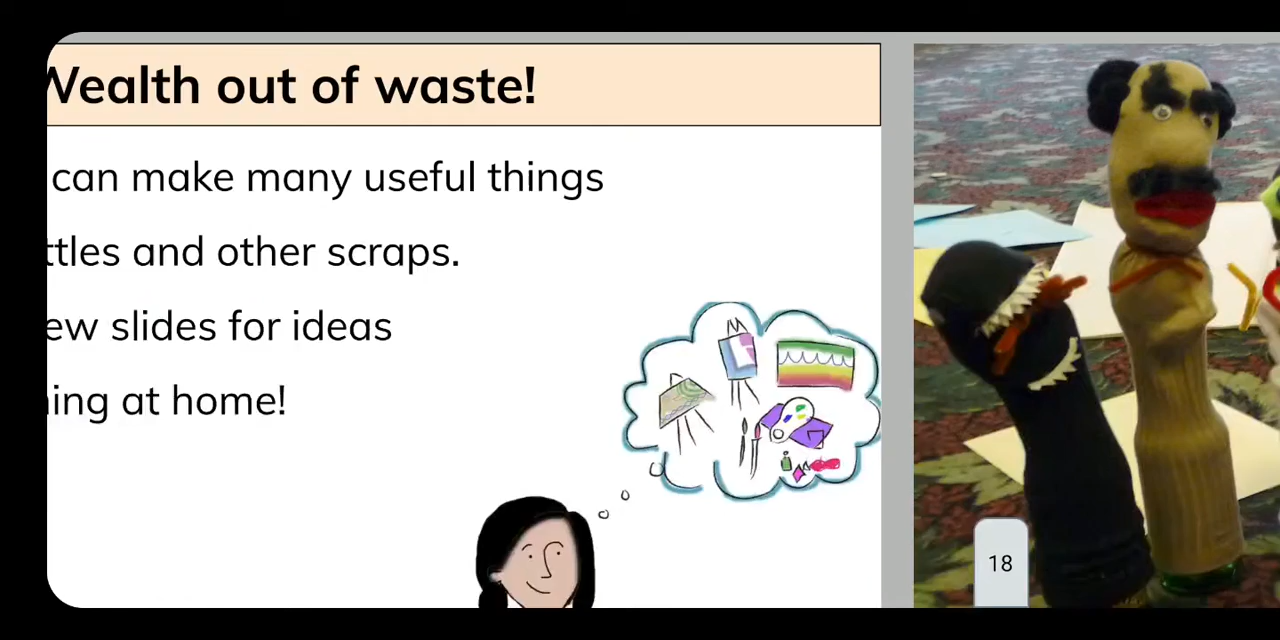 Wealth out of waste!
can make many useful things
ttles and other scraps.
ew slides for ideas
ing at home!
18